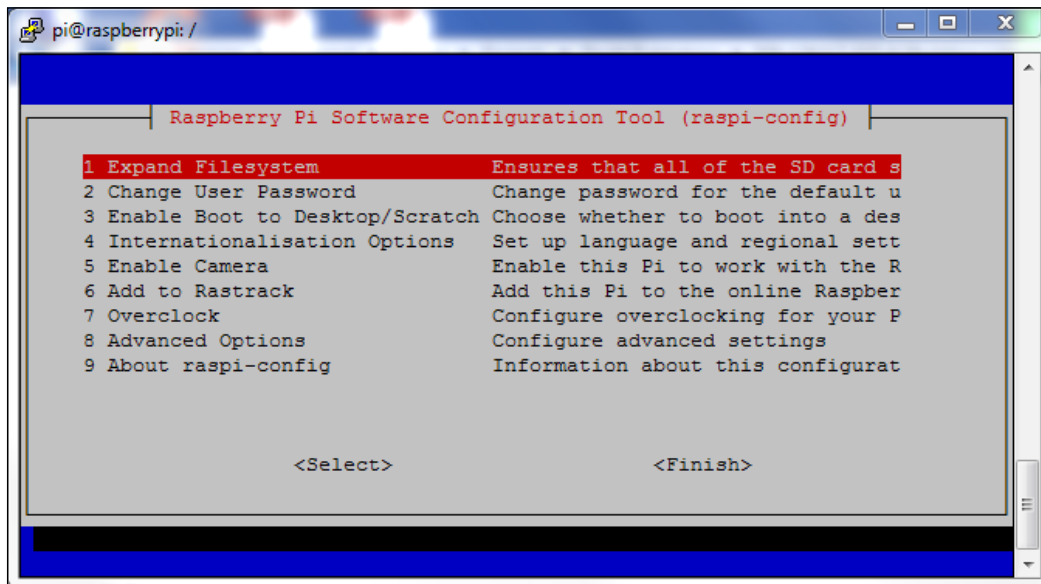 pi@raspberrypi: /
Raspberry Pi Software Configuration Tool (raspi-config)
1 Expand Filesystem Ensures that all of the SD card s
2 Change User Password Change password for the default u
3 Enable Boot to Desktop/Scratch Choose whether to boot into a des
4 Internationalisation Options Set up language and regional sett
5 Enable Camera Enable this Pi to work with the R
6 Add to Rastrack Add this Pi to the online Raspber
7 Overclock Configure overclocking for your P
8 Advanced Options Configure advanced settings
9 About raspi-config Information about this configurat
<Select> <Finish>